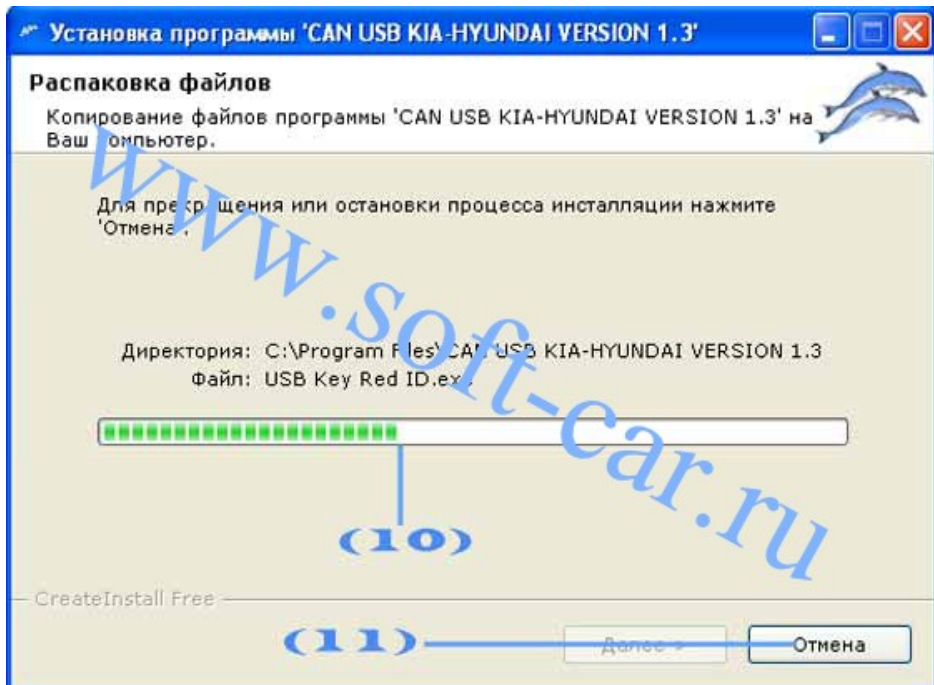 Установка программы 'CAN USB KIA-HYUNDAI VERSION 1.3'
Распаковка файлов
Копирование файлов программы 'CAN USB KIA-HYUNDAI VERSION 1.3' на
Ваш компьютер.
Для прекращения или остановки процесса инсталляции нажмите
'Отмена'.
www.soft-car.ru
Директория: C:\Program Files\CAN USB KIA-HYUNDAI VERSION 1.3
Файл: USB Key Red ID.exe
(10)
CreateInstall Free
(11)
Далее >
Отмена